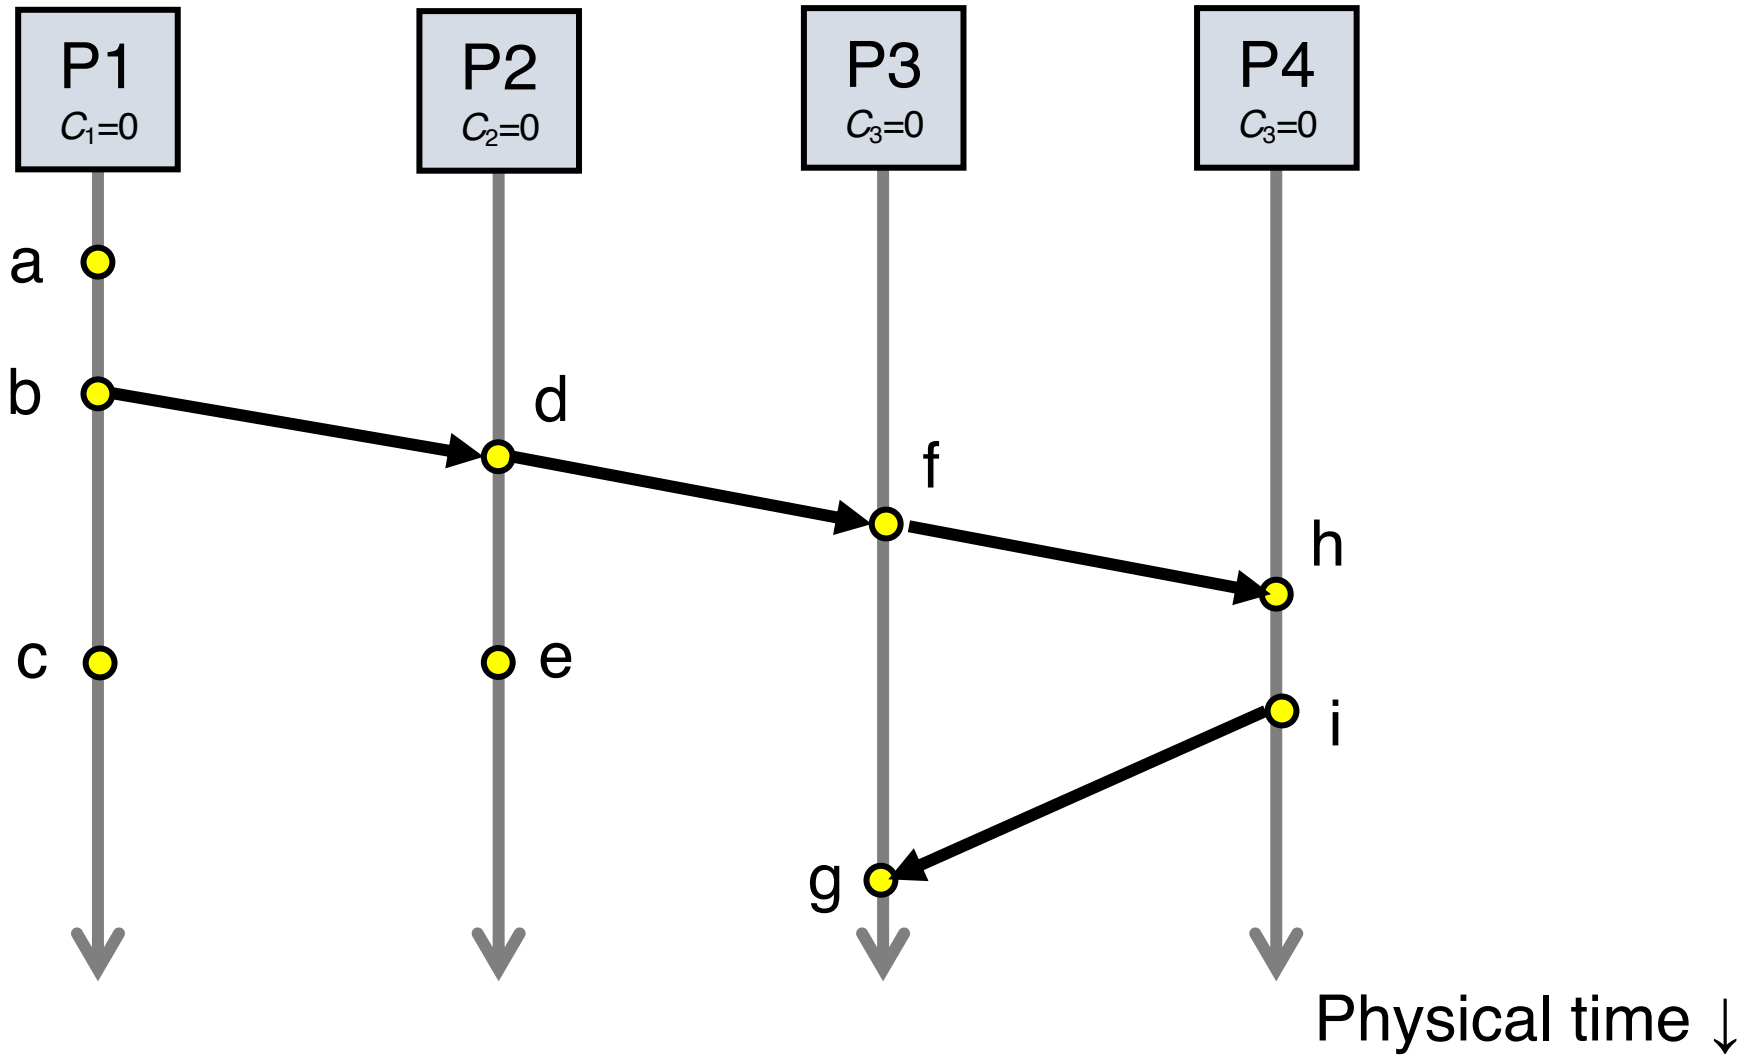 P1
C₁=0
P2
C₂=0
P3
C₃=0
P4
C₃=0
a
b
d
f
h
c
e
i
g
Physical time ↓